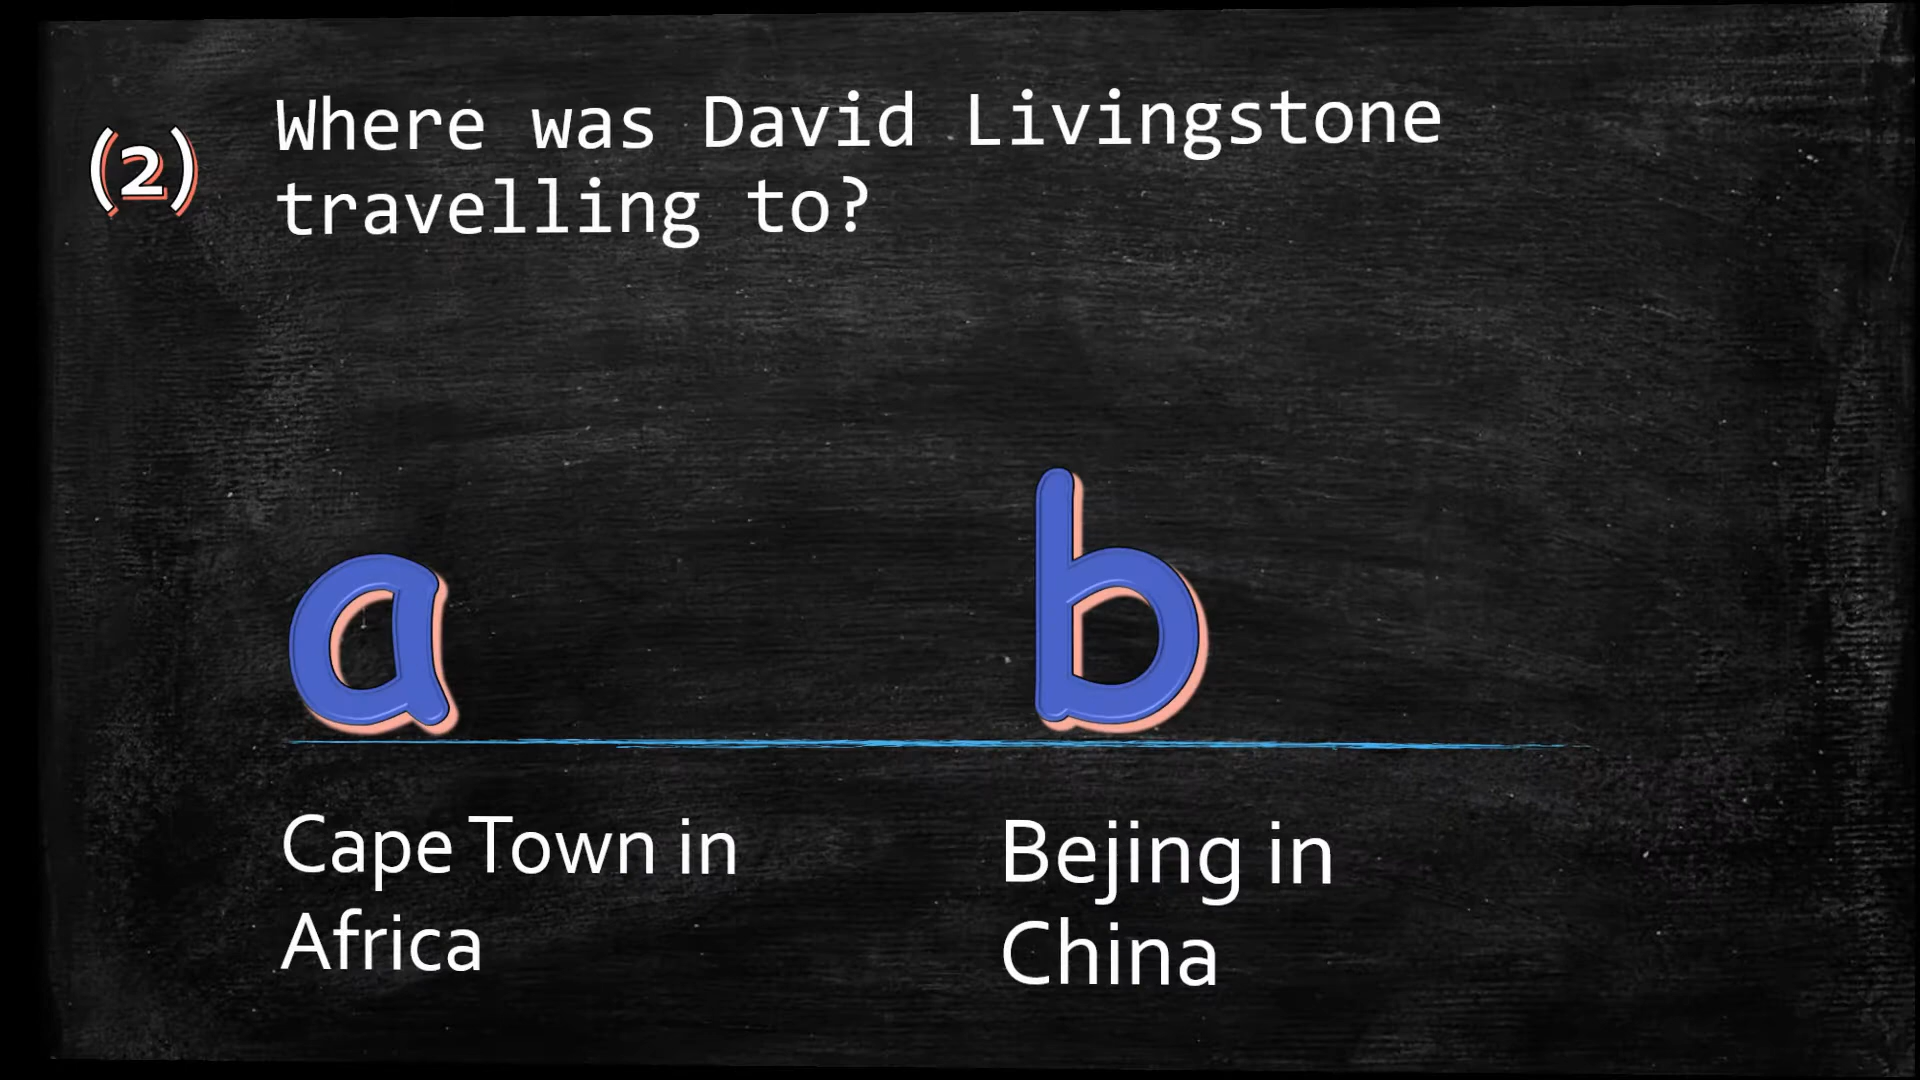 (2)
Where was David Livingstone
travelling to?
a
b
Cape Town in
Africa
Bejing in
China